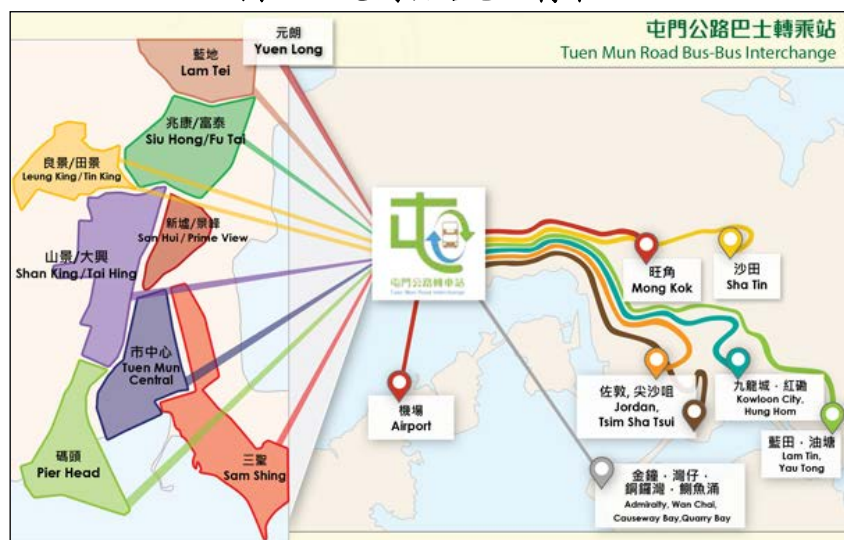 屯門公路巴士轉乘站
Tuen Mun Road Bus-Bus Interchange
元朗
Yuen Long
藍地
Lam Tei
兆康/富泰
Siu Hong/Fu Tai
良景/田景
Leung King/Tin King
新墟/景峰
San Hui / Prime View
山景/大興
Shan King/Tai Hing
市中心
Tuen Mun
Central
碼頭
Pier Head
三聖
Sam Shing
屯門公路轉車站
Tuen Mun Road Interchange
旺角
Mong Kok
沙田
Sha Tin
機場
Airport
佐敦, 尖沙咀
Jordan,
Tsim Sha Tsui
九龍城·紅磡
Kowloon City,
Hung Hom
藍田·油塘
Lam Tin,
Yau Tong
金鐘·灣仔·
銅鑼灣·鰂魚涌
Admiralty, Wan Chai,
Causeway Bay,Quarry Bay